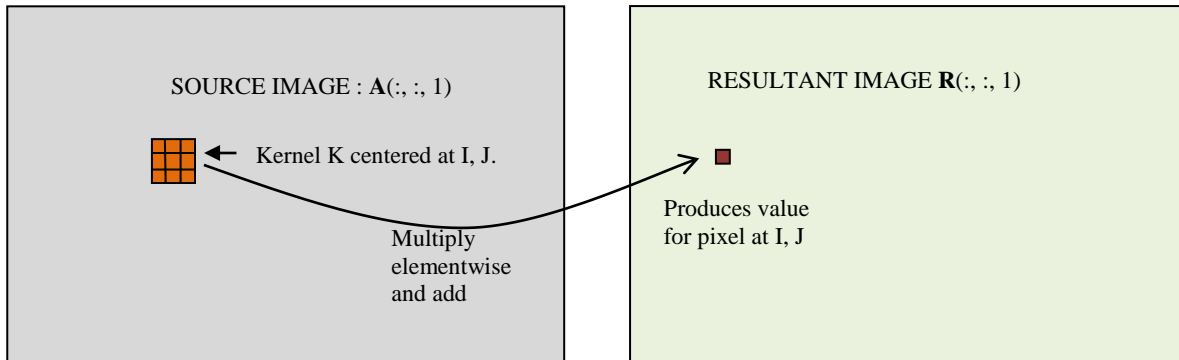 SOURCE IMAGE : A(:, :, 1)
Kernel K centered at I, J.
Multiply
elementwise
and add
RESULTANT IMAGE R(:, :, 1)
Produces value
for pixel at I, J